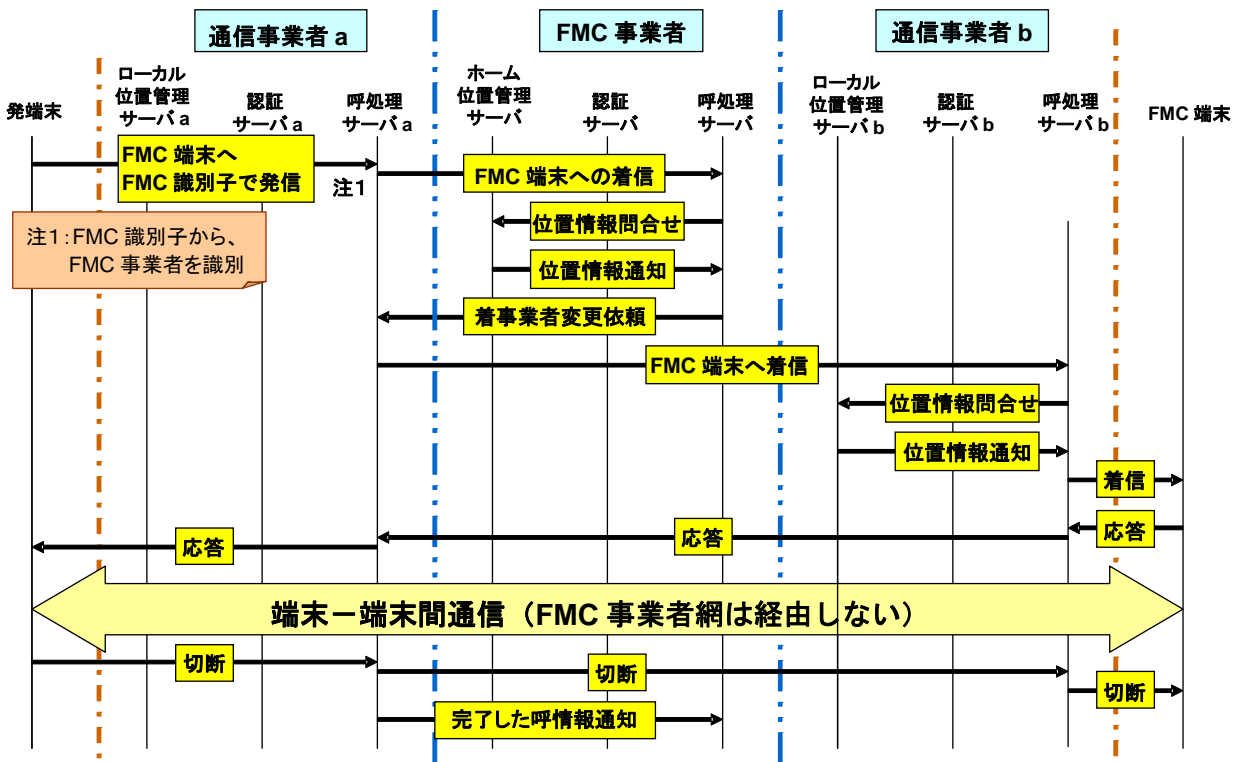 通信事業者 a
FMC 事業者
通信事業者 b
発端末
ローカル
位置管理
サーバ a
認証
サーバ a
呼処理
サーバ a
ホーム
位置管理
サーバ
認証
サーバ
呼処理
サーバ
ローカル
位置管理
サーバ b
認証
サーバ b
呼処理
サーバ b
FMC 端末
FMC 端末へ
FMC 識別子で発信
注1
FMC 端末への着信
注1:FMC 識別子から、
FMC 事業者を識別
位置情報問合せ
位置情報通知
着事業者変更依頼
FMC 端末へ着信
位置情報問合せ
位置情報通知
着信
応答
応答
応答
端末－端末間通信（FMC 事業者網は経由しない）
切断
切断
切断
完了した呼情報通知